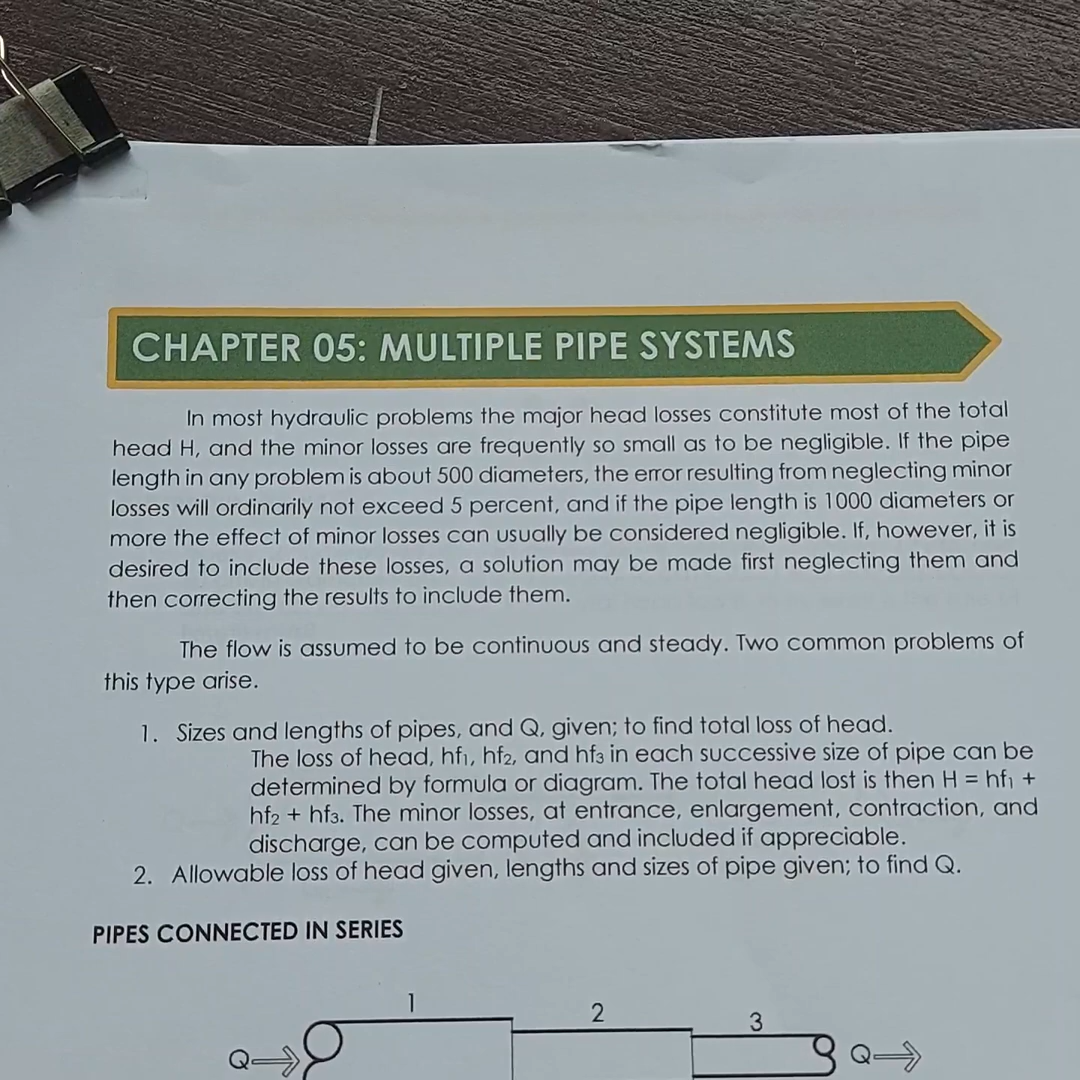 CHAPTER 05: MULTIPLE PIPE SYSTEMS
In most hydraulic problems the major head losses constitute most of the total
head H, and the minor losses are frequently so small as to be negligible. If the pipe
length in any problem is about 500 diameters, the error resulting from neglecting minor
losses will ordinarily not exceed 5 percent, and if the pipe length is 1000 diameters or
more the effect of minor losses can usually be considered negligible. If, however, it is
desired to include these losses, a solution may be made first neglecting them and
then correcting the results to include them.
The flow is assumed to be continuous and steady. Two common problems of
this type arise.
1. Sizes and lengths of pipes, and Q, given; to find total loss of head.
The loss of head, hf₁, hf₂, and hf₃ in each successive size of pipe can be
determined by formula or diagram. The total head lost is then H = hf₁ +
hf₂ + hf₃. The minor losses, at entrance, enlargement, contraction, and
discharge, can be computed and included if appreciable.
2. Allowable loss of head given, lengths and sizes of pipe given; to find Q.
PIPES CONNECTED IN SERIES
1 2 3
Q Q